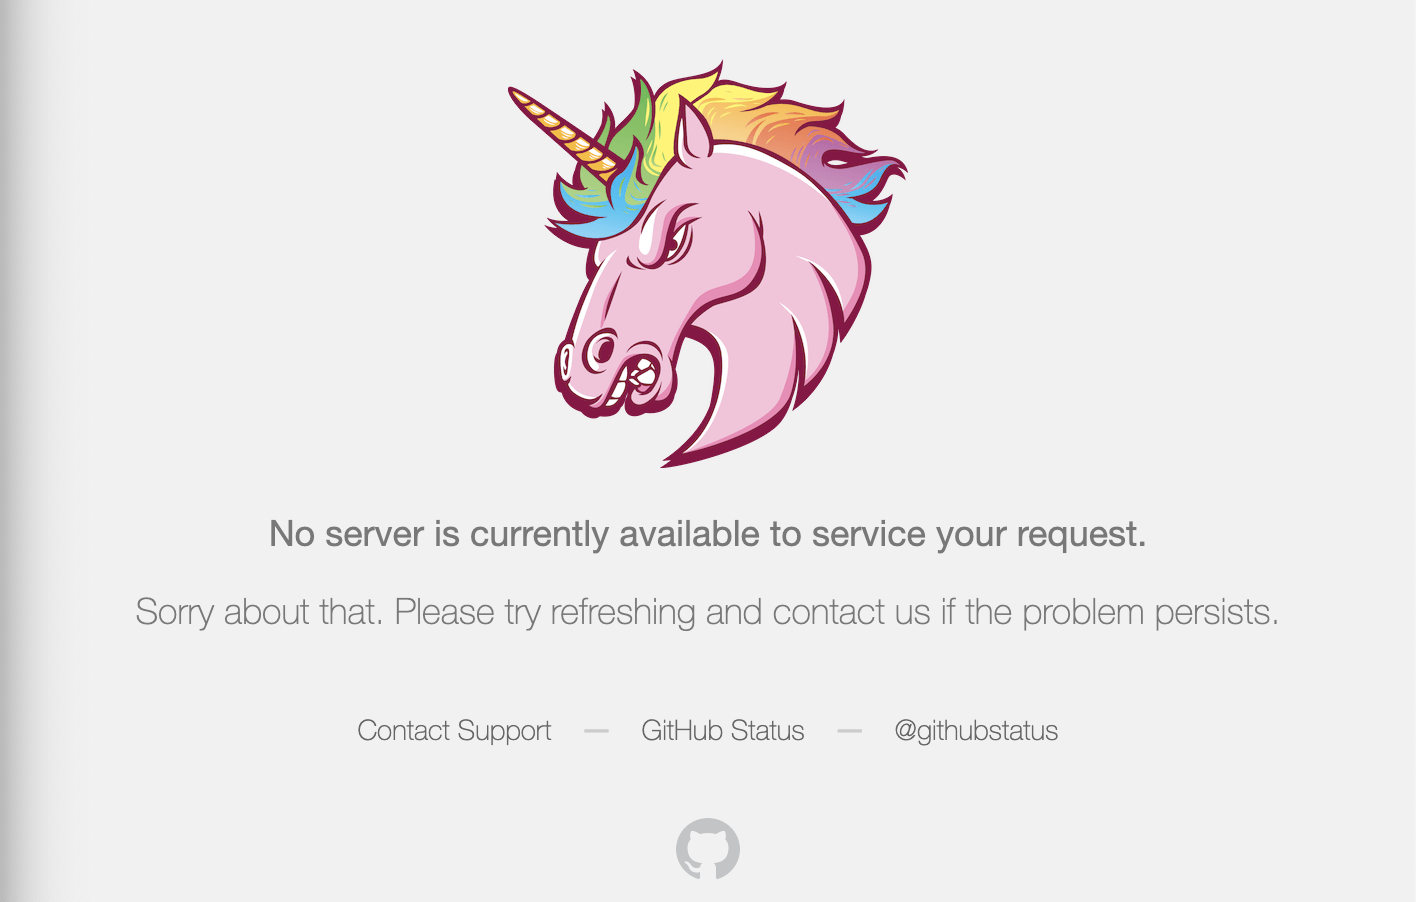 No server is currently available to service your request.
Sorry about that. Please try refreshing and contact us if the problem persists.
Contact Support — GitHub Status — @githubstatus